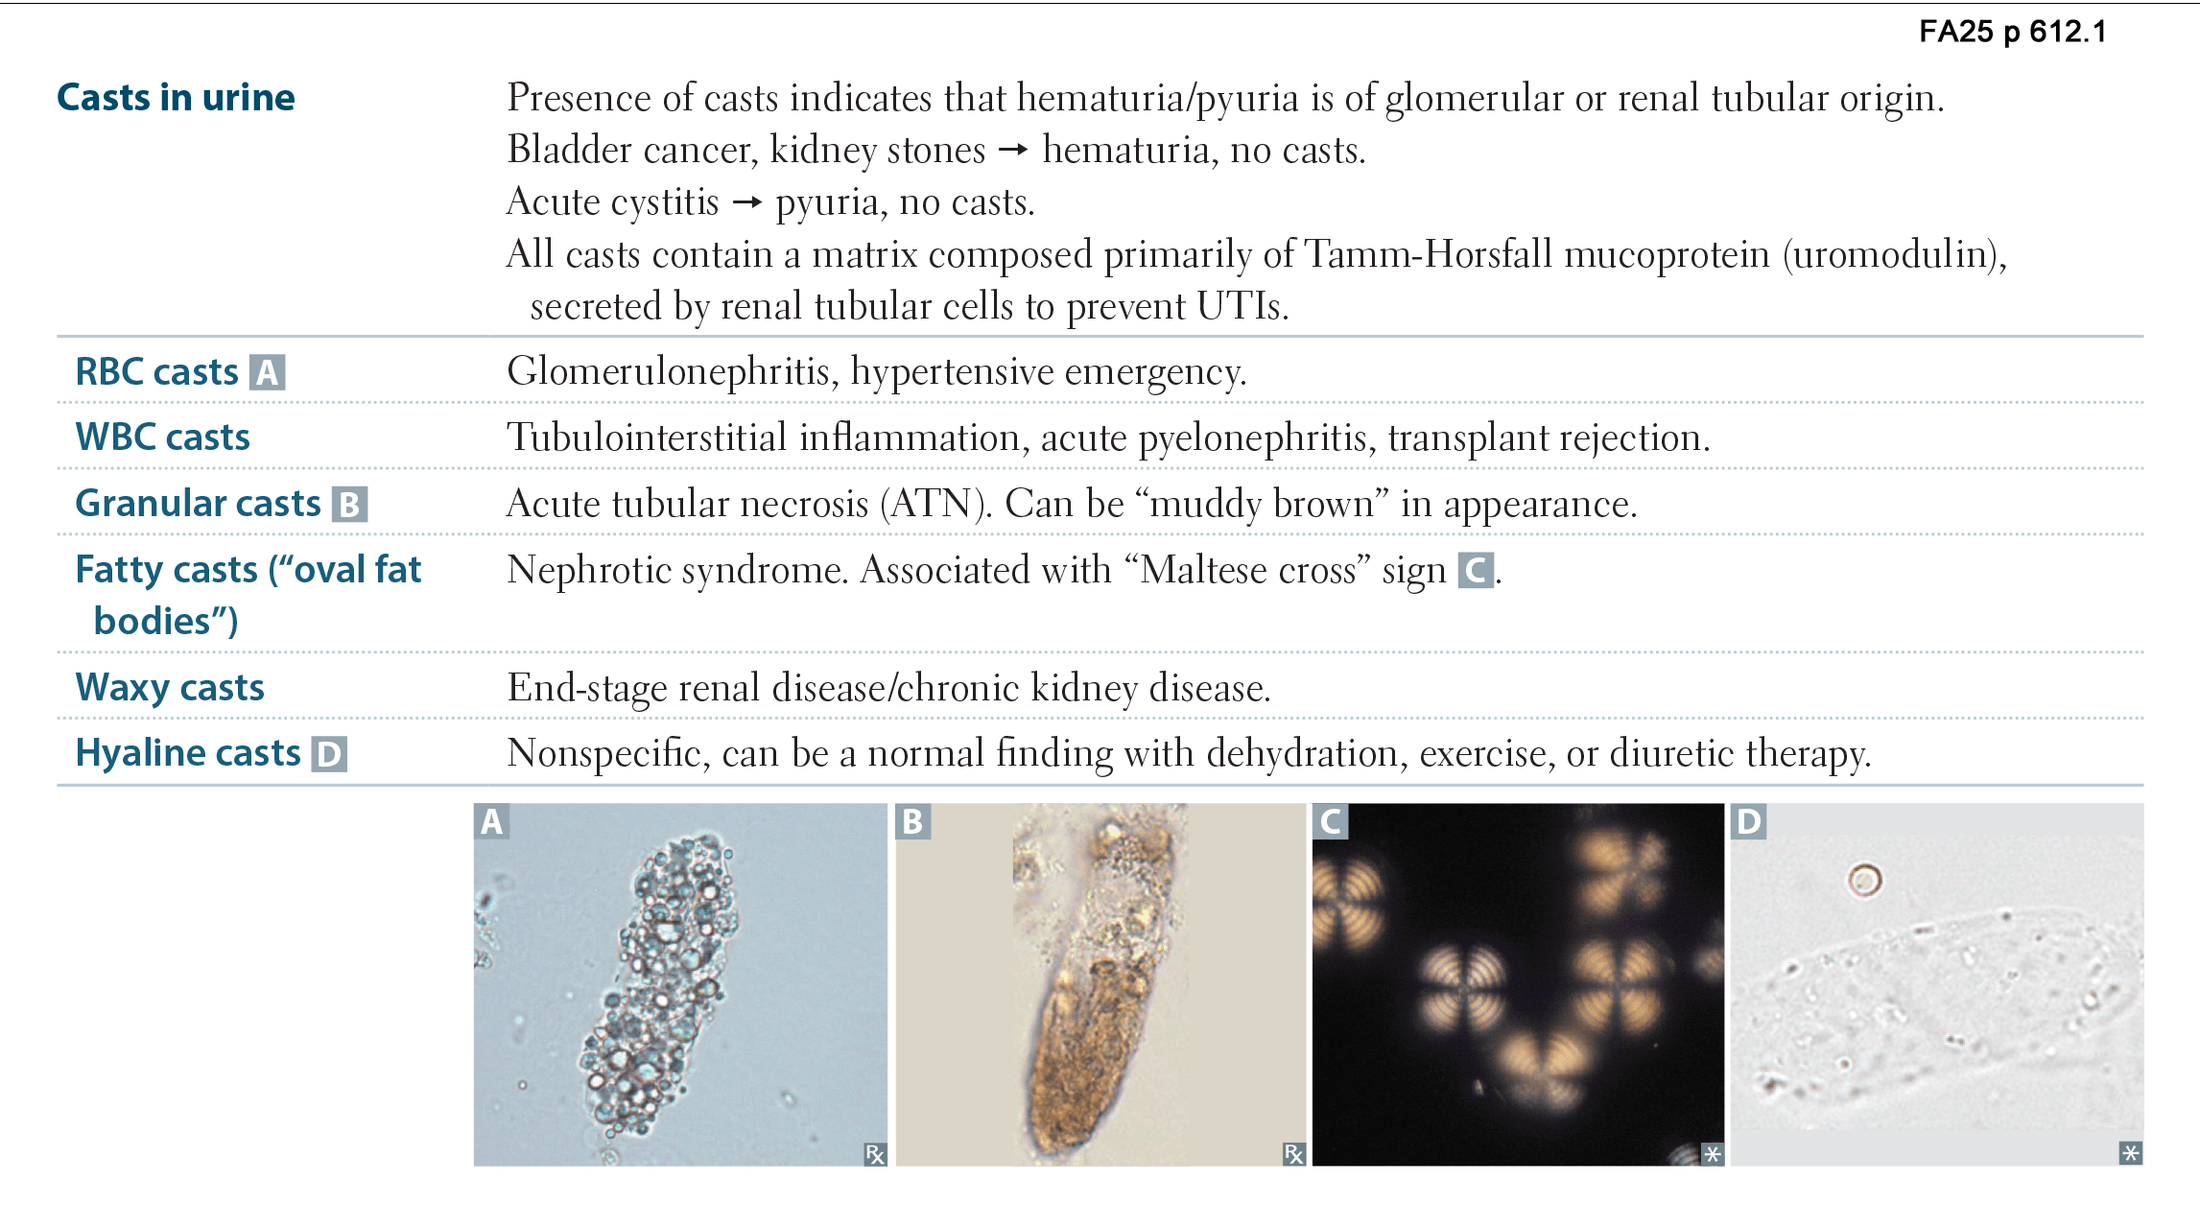 FA25 p 612.1
Casts in urine
Presence of casts indicates that hematuria/pyuria is of glomerular or renal tubular origin.
Bladder cancer, kidney stones → hematuria, no casts.
Acute cystitis → pyuria, no casts.
All casts contain a matrix composed primarily of Tamm-Horsfall mucoprotein (uromodulin),
secreted by renal tubular cells to prevent UTIs.
RBC casts A
Glomerulonephritis, hypertensive emergency.
WBC casts
Tubulointerstitial inflammation, acute pyelonephritis, transplant rejection.
Granular casts B
Acute tubular necrosis (ATN). Can be “muddy brown” in appearance.
Fatty casts (“oval fat
bodies”)
Nephrotic syndrome. Associated with “Maltese cross” sign C.
Waxy casts
End-stage renal disease/chronic kidney disease.
Hyaline casts D
Nonspecific, can be a normal finding with dehydration, exercise, or diuretic therapy.
A B C D
℞ ℞ * *